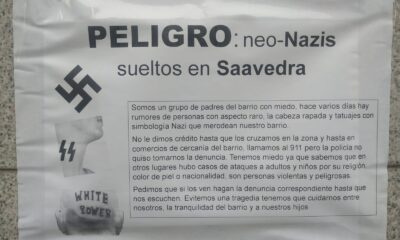 PELIGRO: neo-Nazis
sueltos en Saavedra
Somos un grupo de padres del barrio con miedo, hace varios días hay
rumores de personas con aspecto raro, la cabeza rapada y tatuajes con
simbología Nazi que merodean nuestro barrio.
No le dimos crédito hasta que los cruzamos en la zona y hasta en
comercios de cercanía del barrio, llamamos al 911 pero la policía no
quiso tomarnos la denuncia. Tenemos miedo ya que sabemos que en
otros lugares hubo casos de ataques a adultos y niños por su religión,
color de piel o nacionalidad, son personas violentas y peligrosas
Pedimos que si los ven hagan la denuncia correspondiente hasta que
nos escuchen. Evitemos una tragedia tenemos que cuidarnos entre
nosotros, la tranquilidad del barrio y a nuestros hijos
WHITE
POWER